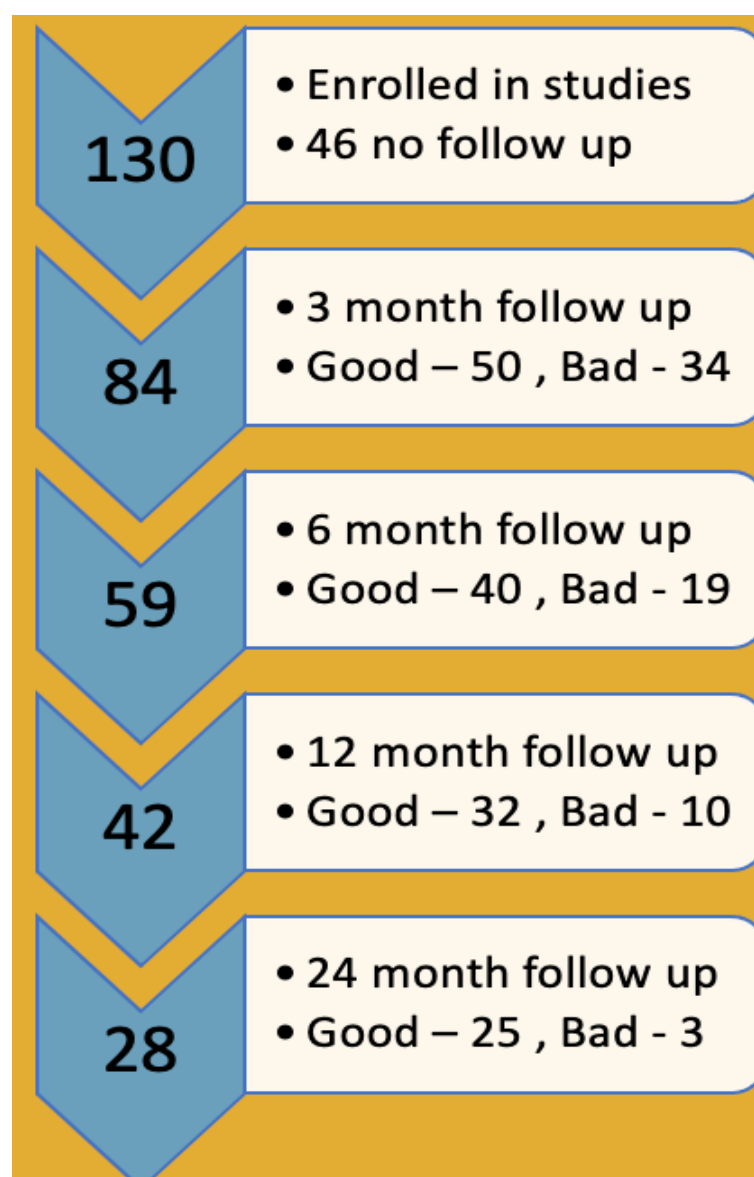 130
• Enrolled in studies
• 46 no follow up
84
• 3 month follow up
• Good – 50 , Bad - 34
59
• 6 month follow up
• Good – 40 , Bad - 19
42
• 12 month follow up
• Good – 32 , Bad - 10
28
• 24 month follow up
• Good – 25 , Bad - 3